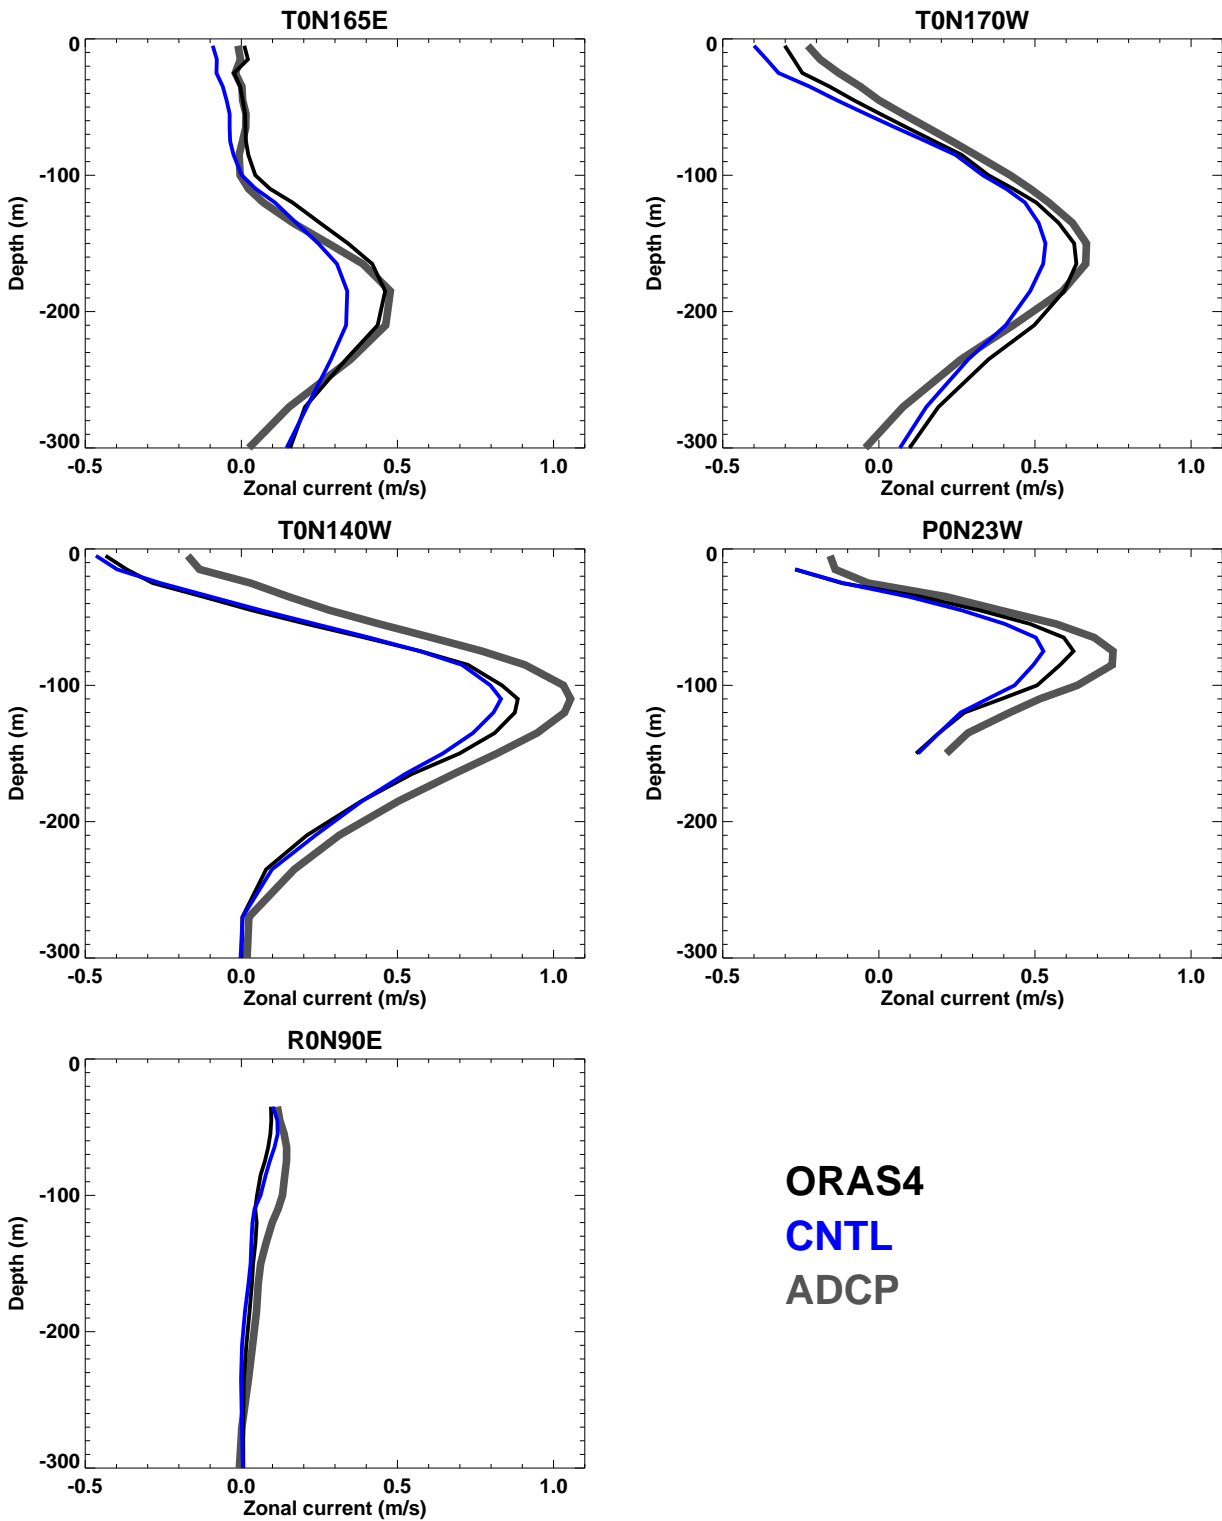 T0N165E
0
-100
-200
-300
Depth (m)
-0.5 0.0 0.5 1.0
Zonal current (m/s)
T0N170W
0
-100
-200
-300
Depth (m)
-0.5 0.0 0.5 1.0
Zonal current (m/s)
T0N140W
0
-100
-200
-300
Depth (m)
-0.5 0.0 0.5 1.0
Zonal current (m/s)
P0N23W
0
-100
-200
-300
Depth (m)
-0.5 0.0 0.5 1.0
Zonal current (m/s)
R0N90E
0
-100
-200
-300
Depth (m)
-0.5 0.0 0.5 1.0
Zonal current (m/s)
ORAS4
CNTL
ADCP